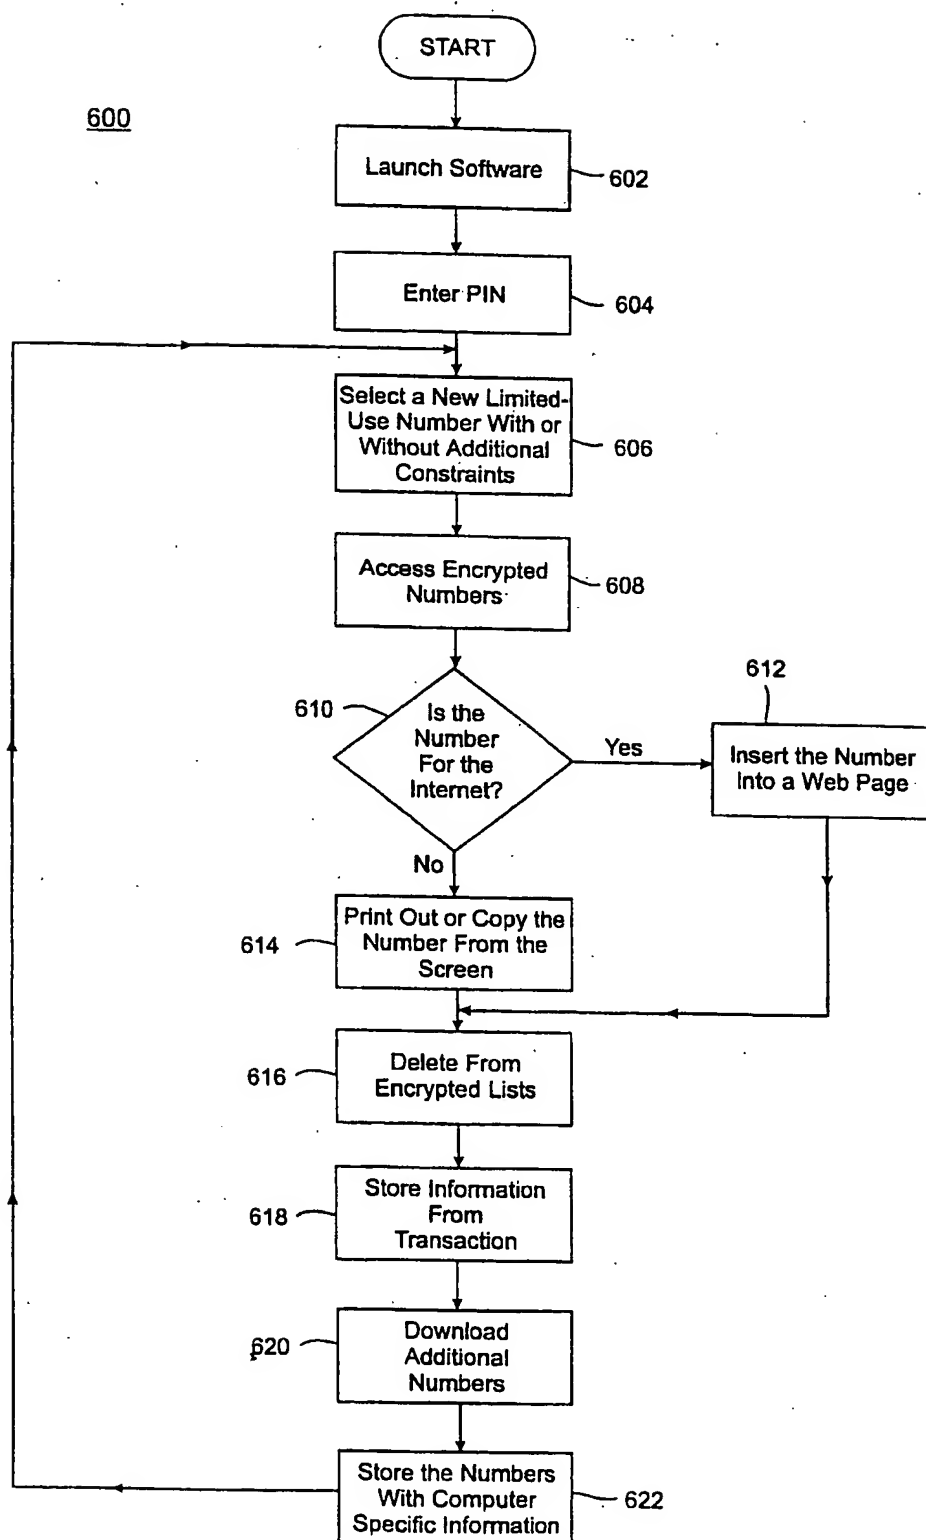 START
600
Launch Software
602
Enter PIN
604
Select a New Limited-
Use Number With or
Without Additional
Constraints
606
Access Encrypted
Numbers
608
610
Is the
Number
For the
Internet?
Yes
612
Insert the Number
Into a Web Page
No
614
Print Out or Copy the
Number From the
Screen
616
Delete From
Encrypted Lists
618
Store Information
From
Transaction
620
Download
Additional
Numbers
Store the Numbers
With Computer
Specific Information
622